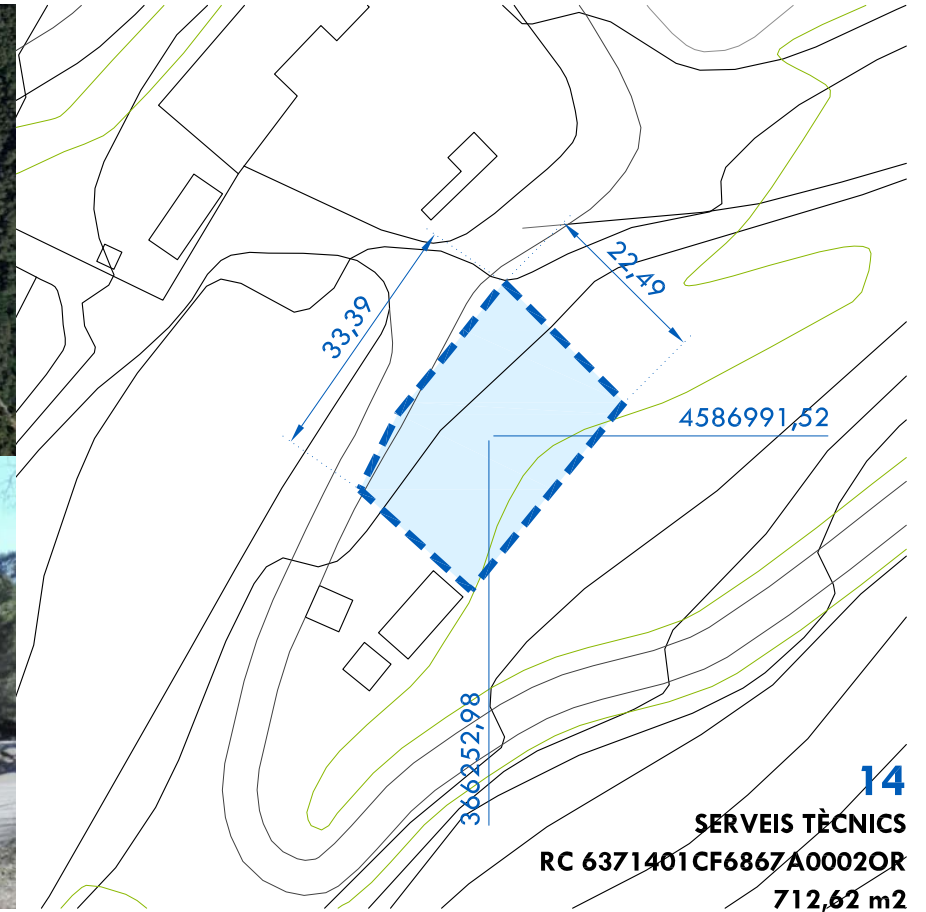 22,49
33,39
4586991,52
366252,98
14
SERVEIS TÈCNICS
RC 6371401CF6867A0002OR
712,62 m2